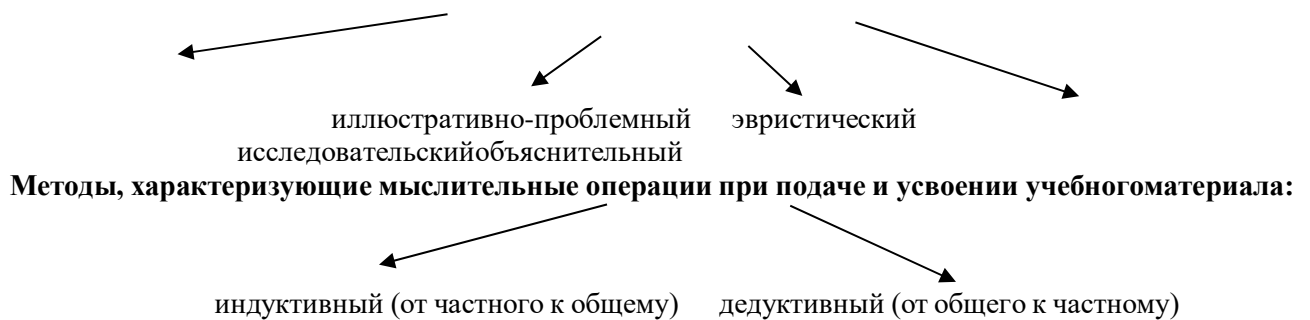 иллюстративно-проблемный эвристический
исследовательскийобъяснительный
Методы, характеризующие мыслительные операции при подаче и усвоении учебногоматериала:
индуктивный (от частного к общему) дедуктивный (от общего к частному)